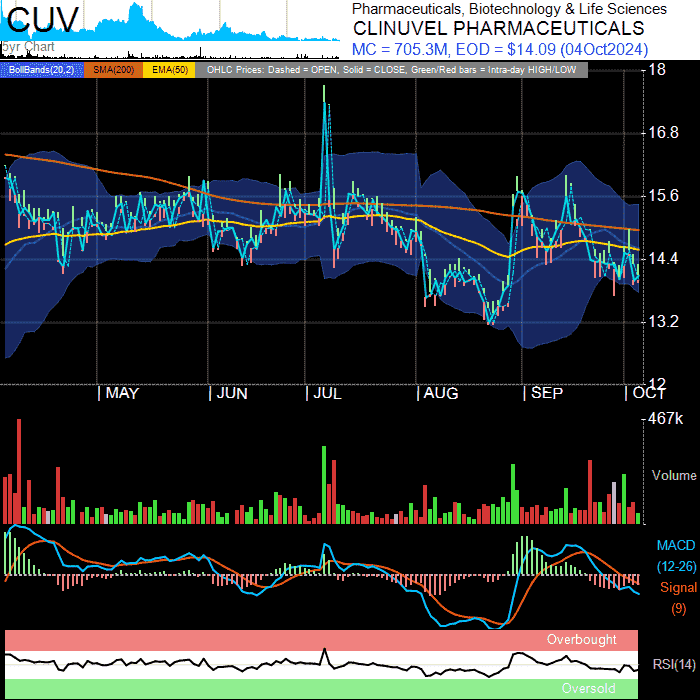 CUV
Pharmaceuticals, Biotechnology & Life Sciences
CLINUVEL PHARMACEUTICALS
MC = 705.3M, EOD = $14.09 (04Oct2024)
5yr Chart
BollBands(20,2) SMA(200) EMA(50) OHLC Prices: Dashed = OPEN, Solid = CLOSE, Green/Red bars = Intra-day HIGH/LOW
18
16.8
15.6
14.4
13.2
12
MAY JUN JUL AUG SEP OCT
467k
Volume
MACD
(12-26)
Signal
(9)
Overbought
RSI(14)
Oversold